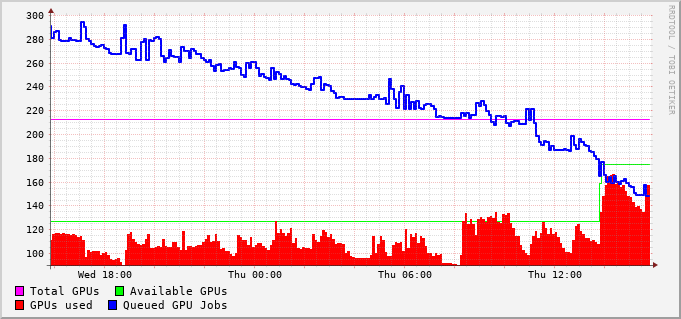 300
280
260
240
220
200
180
160
140
120
100
Wed 18:00 Thu 00:00 Thu 06:00 Thu 12:00
Total GPUs Available GPUs
GPUs used Queued GPU Jobs
RRDTOOL / TOBI OETIKER